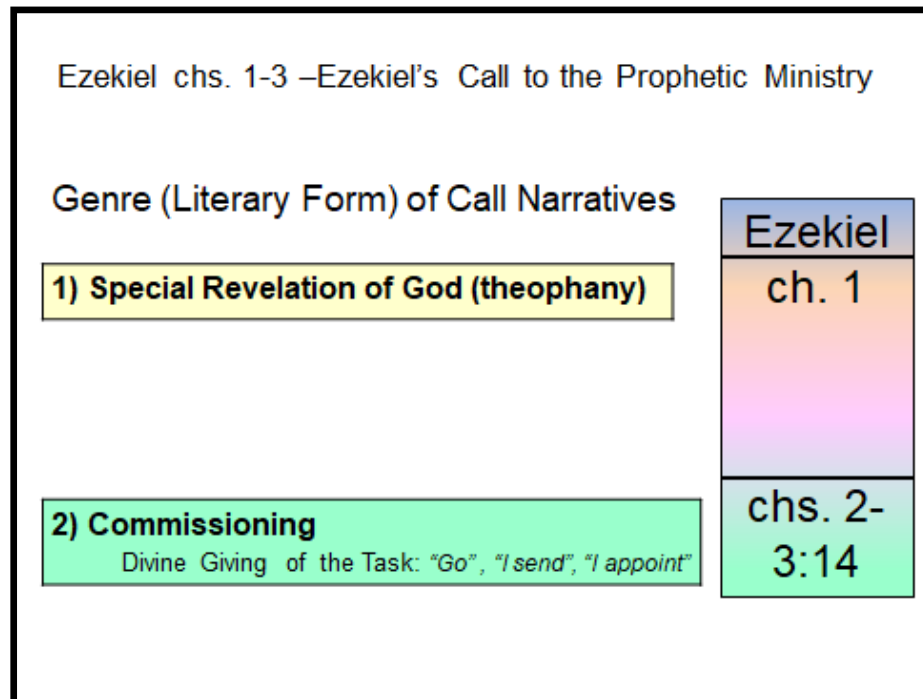 Ezekiel chs. 1-3 –Ezekiel's Call to the Prophetic Ministry
Genre (Literary Form) of Call Narratives
Ezekiel
1) Special Revelation of God (theophany)
ch. 1
2) Commissioning
Divine Giving of the Task: “Go” , “I send”, “I appoint”
chs. 2-
3:14